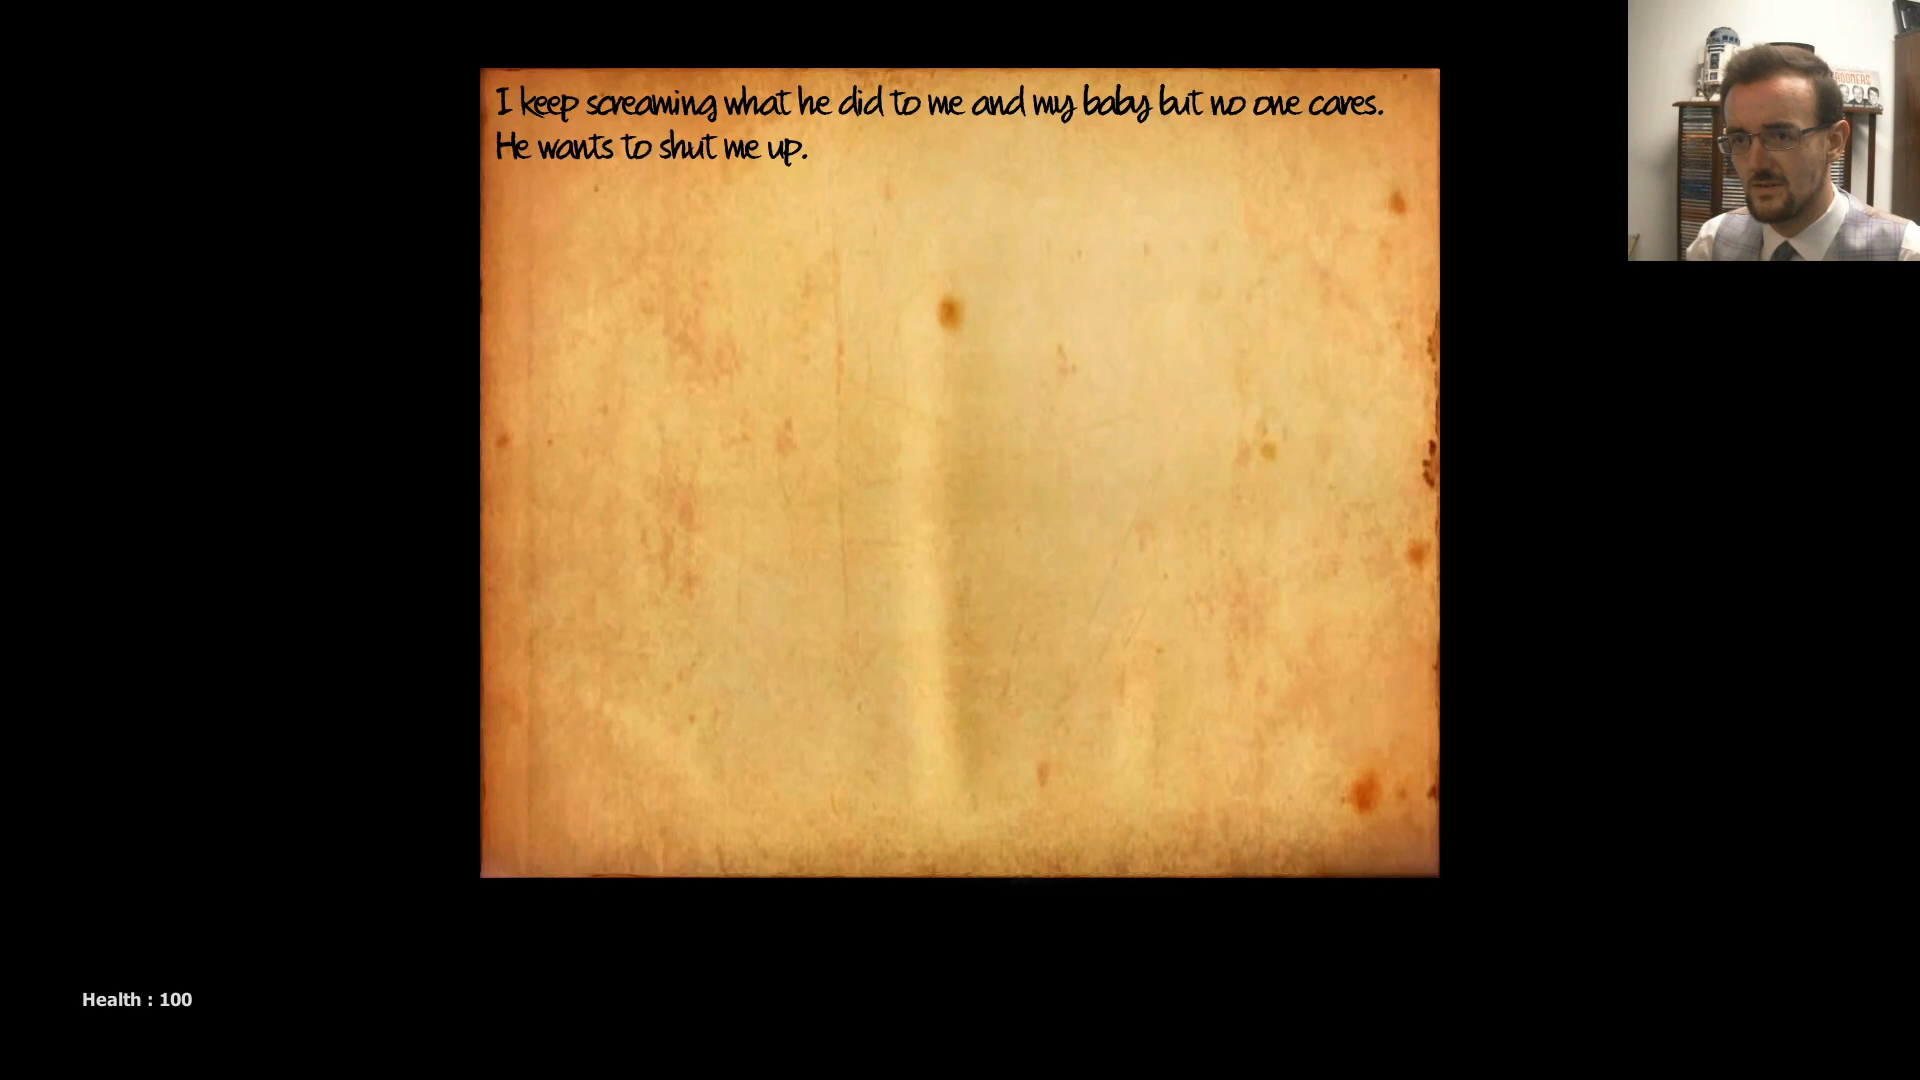 I keep screaming what he did to me and my baby but no one cares.
He wants to shut me up.
Health : 100